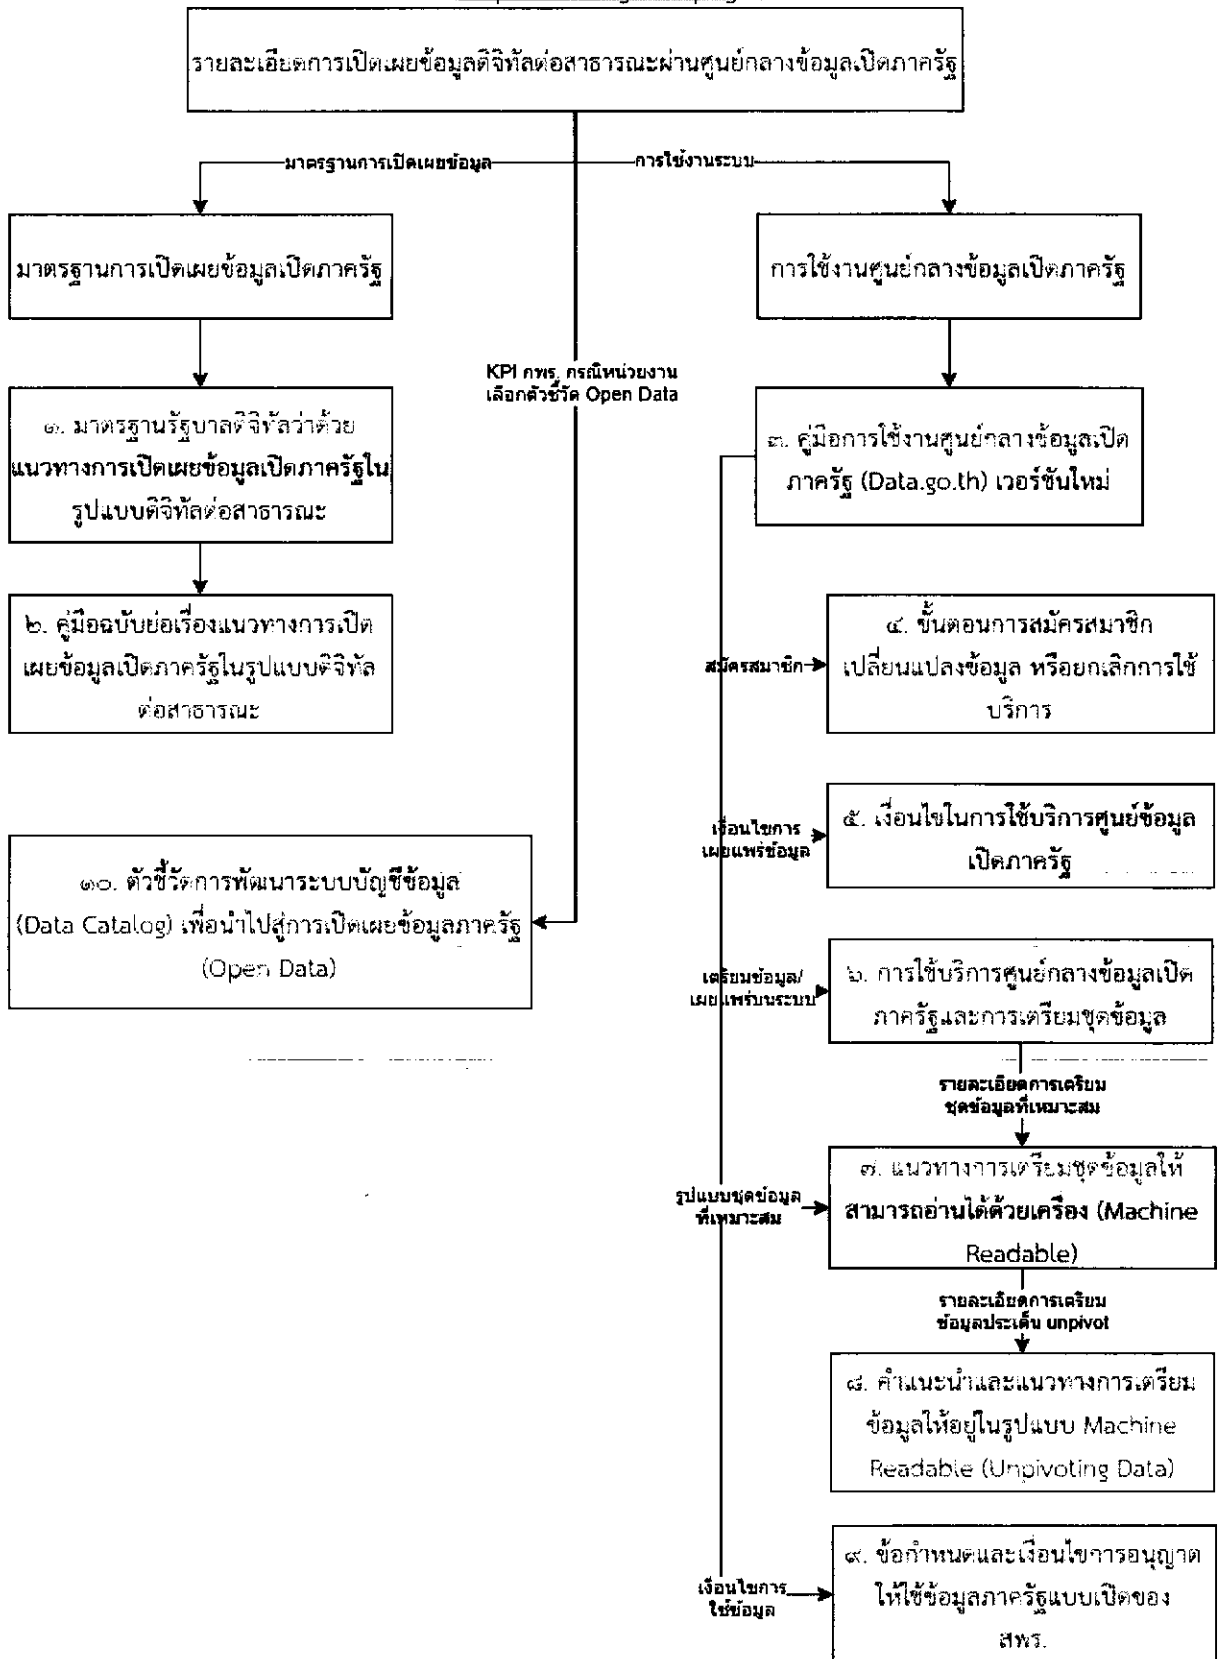 รายละเอียดการเปิดเผยข้อมูลดิจิทัลต่อสาธารณะผ่านศูนย์กลางข้อมูลเปิดภาครัฐ
มาตรฐานการเปิดเผยข้อมูล
การใช้งานระบบ
มาตรฐานการเปิดเผยข้อมูลเปิดภาครัฐ
การใช้งานศูนย์กลางข้อมูลเปิดภาครัฐ
KPI กพร. กรณีหน่วยงาน
เลือกตัวชี้วัด Open Data
๑. มาตรฐานรัฐบาลดิจิทัลว่าด้วย
แนวทางการเปิดเผยข้อมูลเปิดภาครัฐใน
รูปแบบดิจิทัลต่อสาธารณะ
๓. คู่มือการใช้งานศูนย์กลางข้อมูลเปิด
ภาครัฐ (Data.go.th) เวอร์ชันใหม่
๒. คู่มือฉบับย่อเรื่องแนวทางการเปิด
เผยข้อมูลเปิดภาครัฐในรูปแบบดิจิทัล
ต่อสาธารณะ
สมัครสมาชิก
๔. ขั้นตอนการสมัครสมาชิก
เปลี่ยนแปลงข้อมูล หรือยกเลิกการใช้
บริการ
เงื่อนไขการ
เผยแพร่ข้อมูล
๕. เงื่อนไขในการใช้บริการศูนย์ข้อมูล
เปิดภาครัฐ
๑๐. ตัวชี้วัดการพัฒนาระบบบัญชีข้อมูล
(Data Catalog) เพื่อนำไปสู่การเปิดเผยข้อมูลภาครัฐ
(Open Data)
เตรียมข้อมูล/
เผยแพร่บนระบบ
๖. การใช้บริการศูนย์กลางข้อมูลเปิด
ภาครัฐและการเตรียมชุดข้อมูล
รายละเอียดการเตรียม
ชุดข้อมูลที่เหมาะสม
รูปแบบชุดข้อมูล
ที่เหมาะสม
๗. แนวทางการเตรียมชุดข้อมูลให้
สามารถอ่านได้ด้วยเครื่อง (Machine
Readable)
รายละเอียดการเตรียม
ข้อมูลประเด็น unpivot
๘. คำแนะนำและแนวทางการเตรียม
ข้อมูลให้อยู่ในรูปแบบ Machine
Readable (Unpivoting Data)
เงื่อนไขการ
ใช้ข้อมูล
๙. ข้อกำหนดและเงื่อนไขการอนุญาต
ให้ใช้ข้อมูลภาครัฐแบบเปิดของ
สพร.